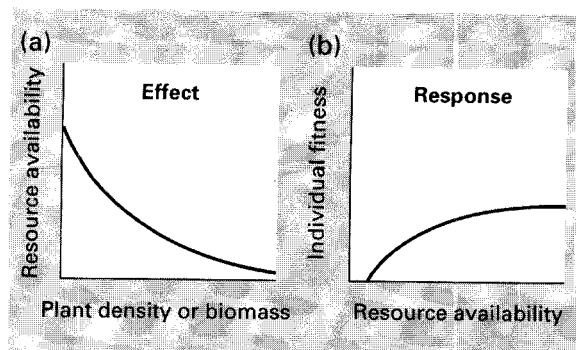 (a)
Effect
Resource availability
Plant density or biomass
(b)
Response
Individual fitness
Resource availability